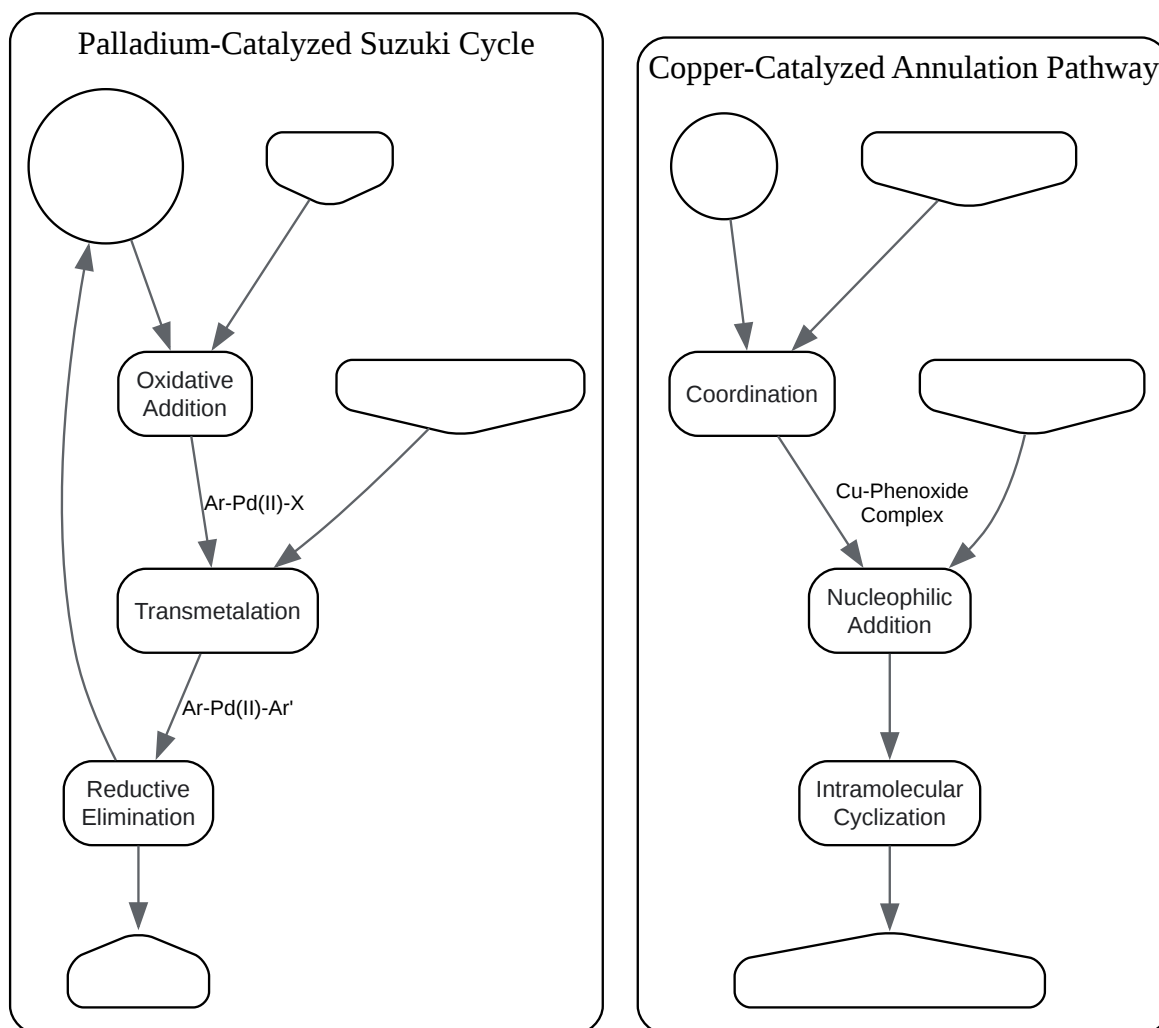 Palladium-Catalyzed Suzuki Cycle
Oxidative
Addition
Ar-Pd(II)-X
Transmetalation
Ar-Pd(II)-Ar'
Reductive
Elimination
Copper-Catalyzed Annulation Pathway
Coordination
Cu-Phenoxide
Complex
Nucleophilic
Addition
Intramolecular
Cyclization